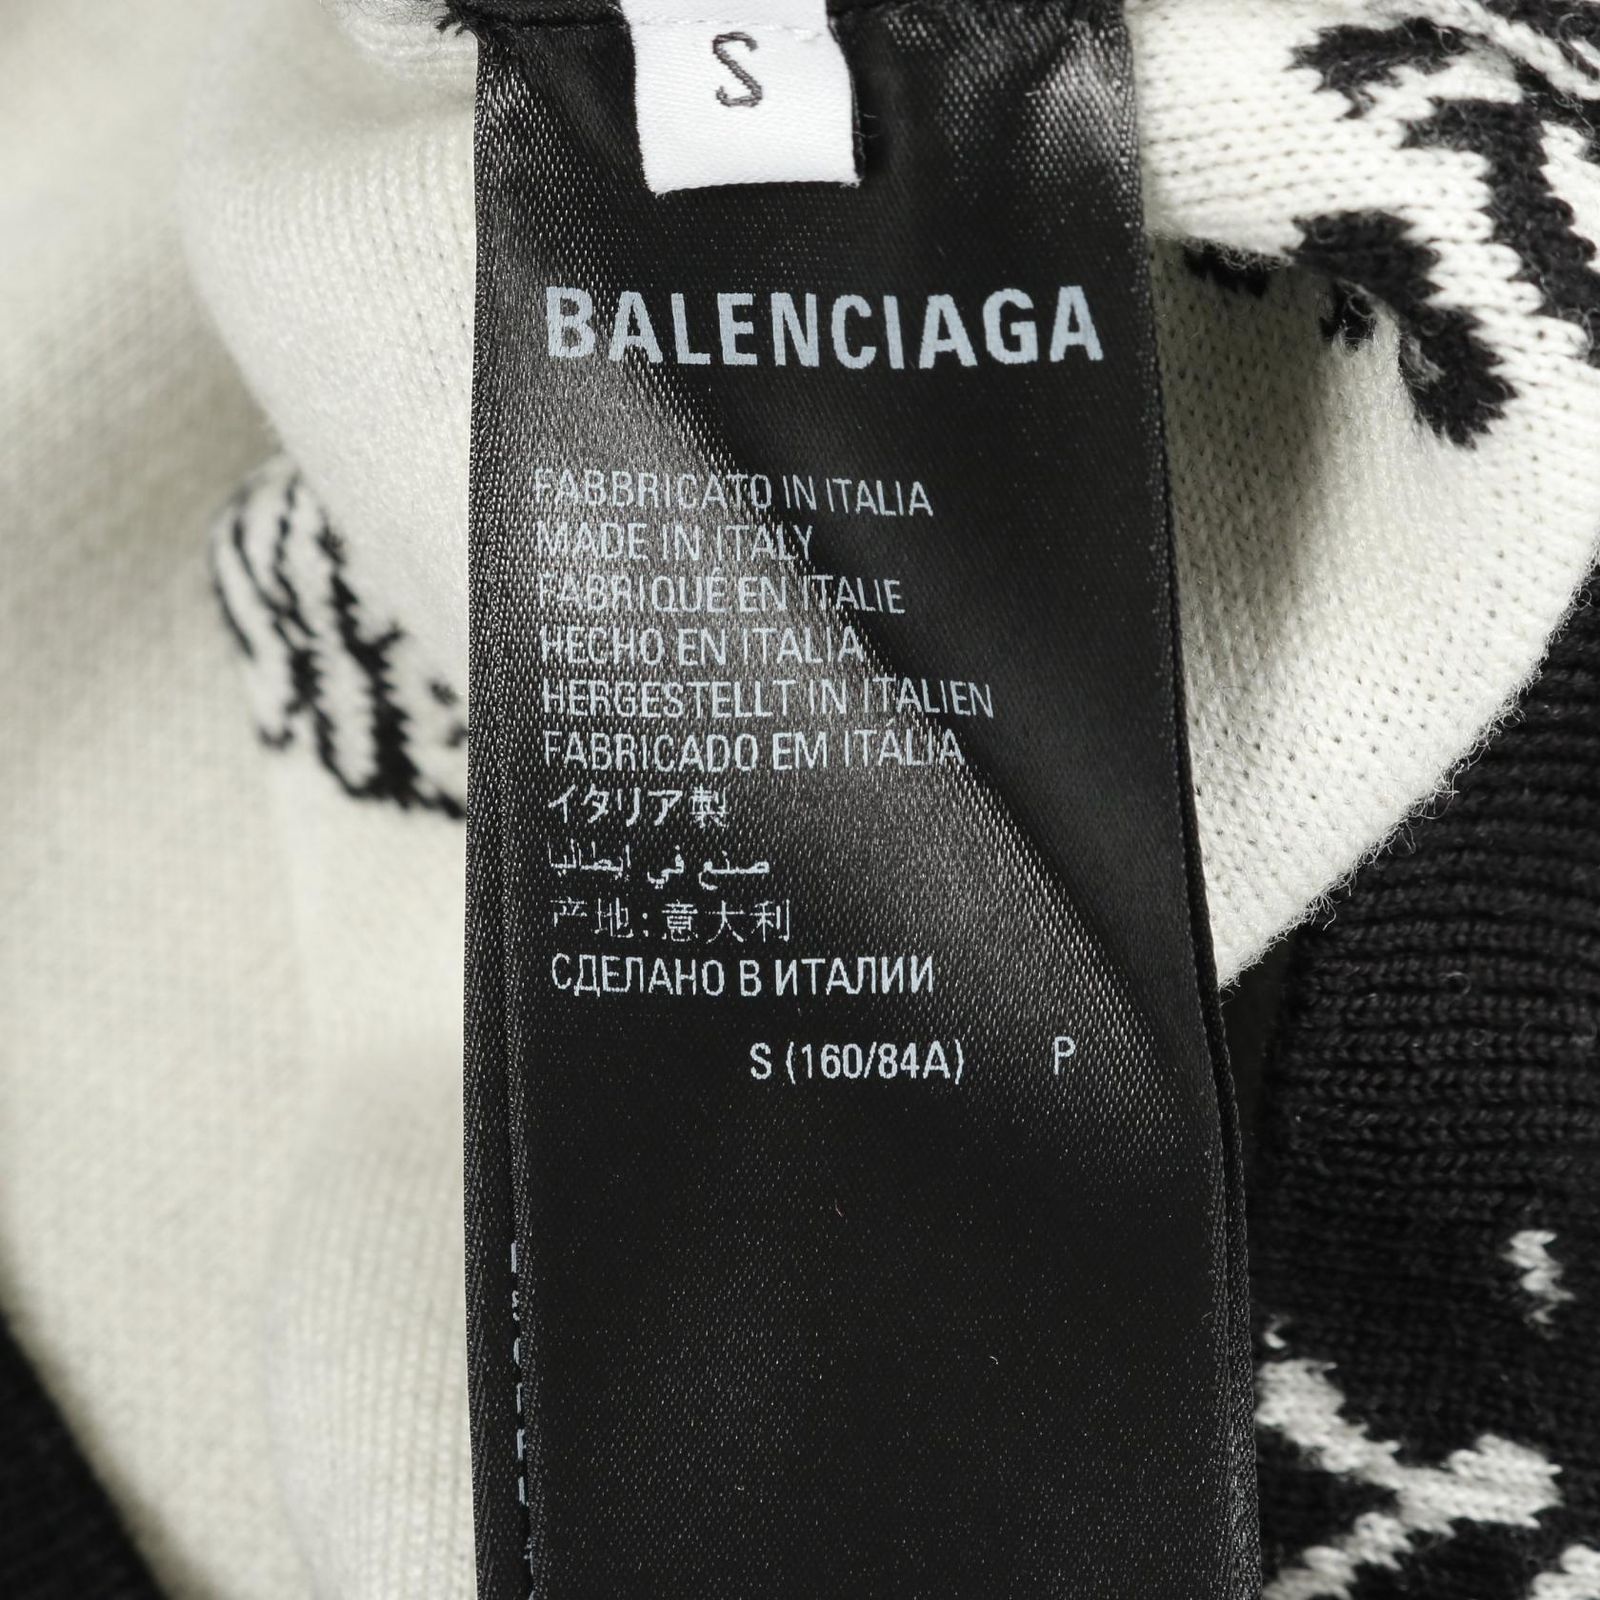 S
BALENCIAGA
FABBRICATO IN ITALIA
MADE IN ITALY
FABRIQUÉ EN ITALIE
HECHO EN ITALIA
HERGESTELLT IN ITALIEN
FABRICADO EM ITÁLIA
イタリア製
صنع في ايطاليا
产地:意大利
СДЕЛАНО В ИТАЛИИ
S (160/84A) P